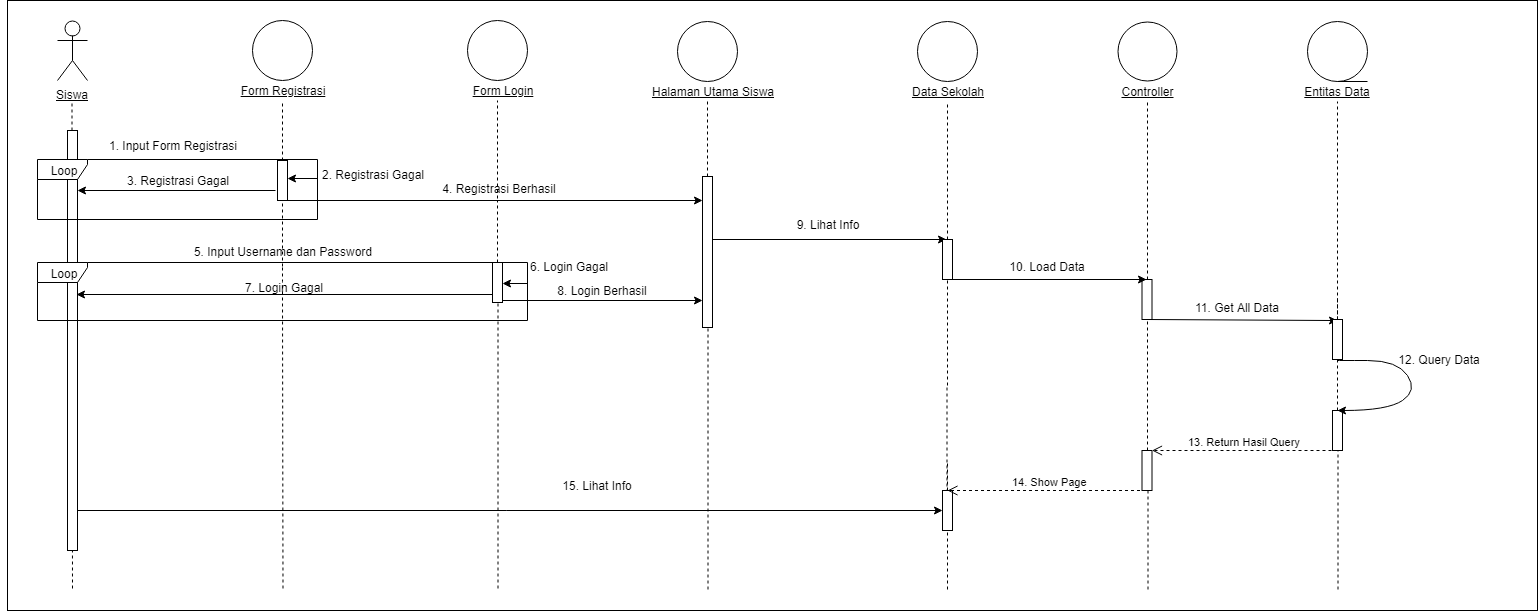 Siswa
Form Registrasi
Form Login
Halaman Utama Siswa
Data Sekolah
Controller
Entitas Data
1. Input Form Registrasi
Loop
2. Registrasi Gagal
3. Registrasi Gagal
4. Registrasi Berhasil
9. Lihat Info
5. Input Username dan Password
Loop
6. Login Gagal
10. Load Data
7. Login Gagal
8. Login Berhasil
11. Get All Data
12. Query Data
13. Return Hasil Query
14. Show Page
15. Lihat Info